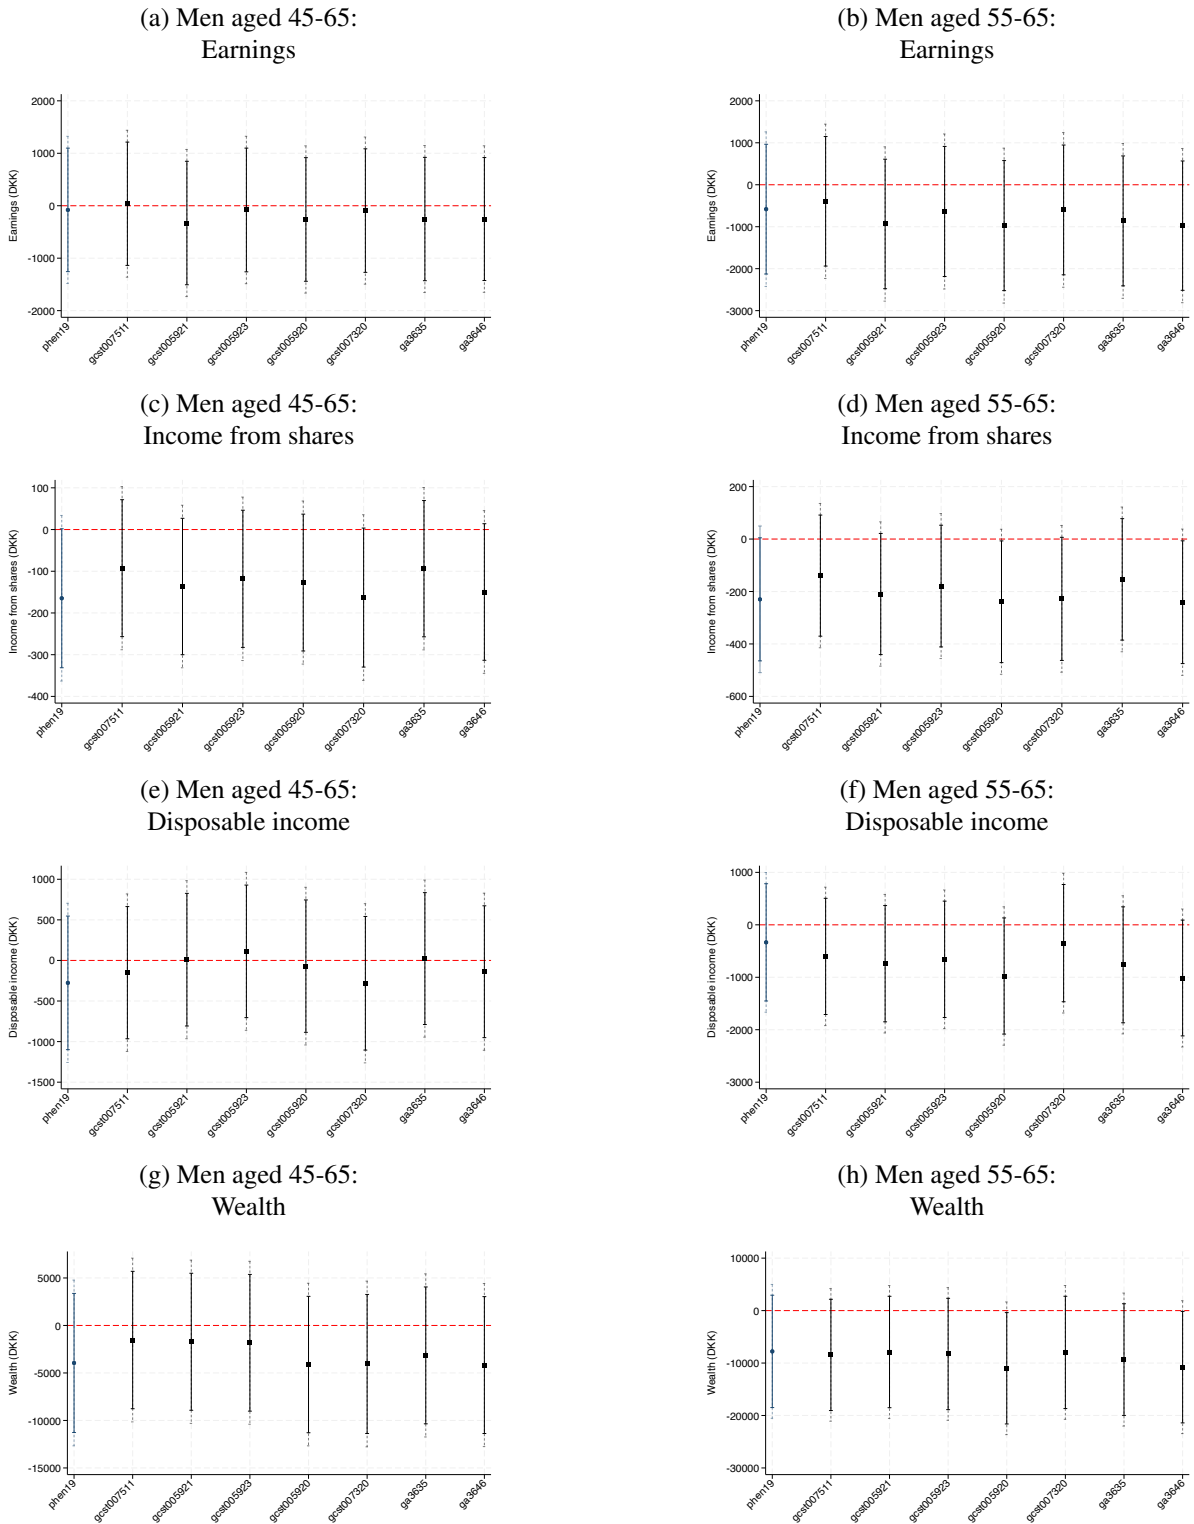 (a) Men aged 45-65:
Earnings
Earnings (DKK)
2000
1000
0
-1000
-2000
phen19
gcst007511
gcst005921
gcst005923
gcst005920
gcst007320
ga3635
ga3646
(b) Men aged 55-65:
Earnings
Earnings (DKK)
2000
1000
0
-1000
-2000
-3000
phen19
gcst007511
gcst005921
gcst005923
gcst005920
gcst007320
ga3635
ga3646
(c) Men aged 45-65:
Income from shares
Income from shares (DKK)
100
0
-100
-200
-300
-400
phen19
gcst007511
gcst005921
gcst005923
gcst005920
gcst007320
ga3635
ga3646
(d) Men aged 55-65:
Income from shares
Income from shares (DKK)
200
0
-200
-400
-600
phen19
gcst007511
gcst005921
gcst005923
gcst005920
gcst007320
ga3635
ga3646
(e) Men aged 45-65:
Disposable income
Disposable income (DKK)
1000
500
0
-500
-1000
-1500
phen19
gcst007511
gcst005921
gcst005923
gcst005920
gcst007320
ga3635
ga3646
(f) Men aged 55-65:
Disposable income
Disposable income (DKK)
1000
0
-1000
-2000
-3000
phen19
gcst007511
gcst005921
gcst005923
gcst005920
gcst007320
ga3635
ga3646
(g) Men aged 45-65:
Wealth
Wealth (DKK)
5000
0
-5000
-10000
-15000
phen19
gcst007511
gcst005921
gcst005923
gcst005920
gcst007320
ga3635
ga3646
(h) Men aged 55-65:
Wealth
Wealth (DKK)
10000
0
-10000
-20000
-30000
phen19
gcst007511
gcst005921
gcst005923
gcst005920
gcst007320
ga3635
ga3646